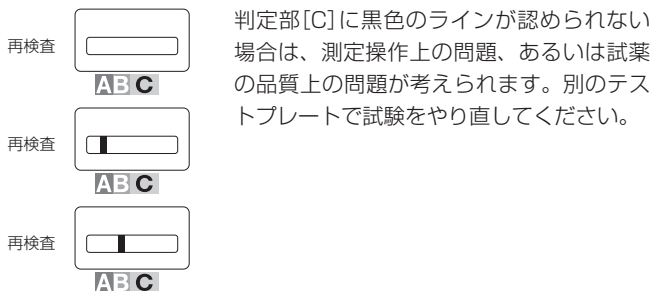 再検査
ABC
再検査
ABC
再検査
ABC
判定部[C]に黒色のラインが認められない
場合は、測定操作上の問題、あるいは試薬
の品質上の問題が考えられます。別のテス
トプレートで試験をやり直してください。